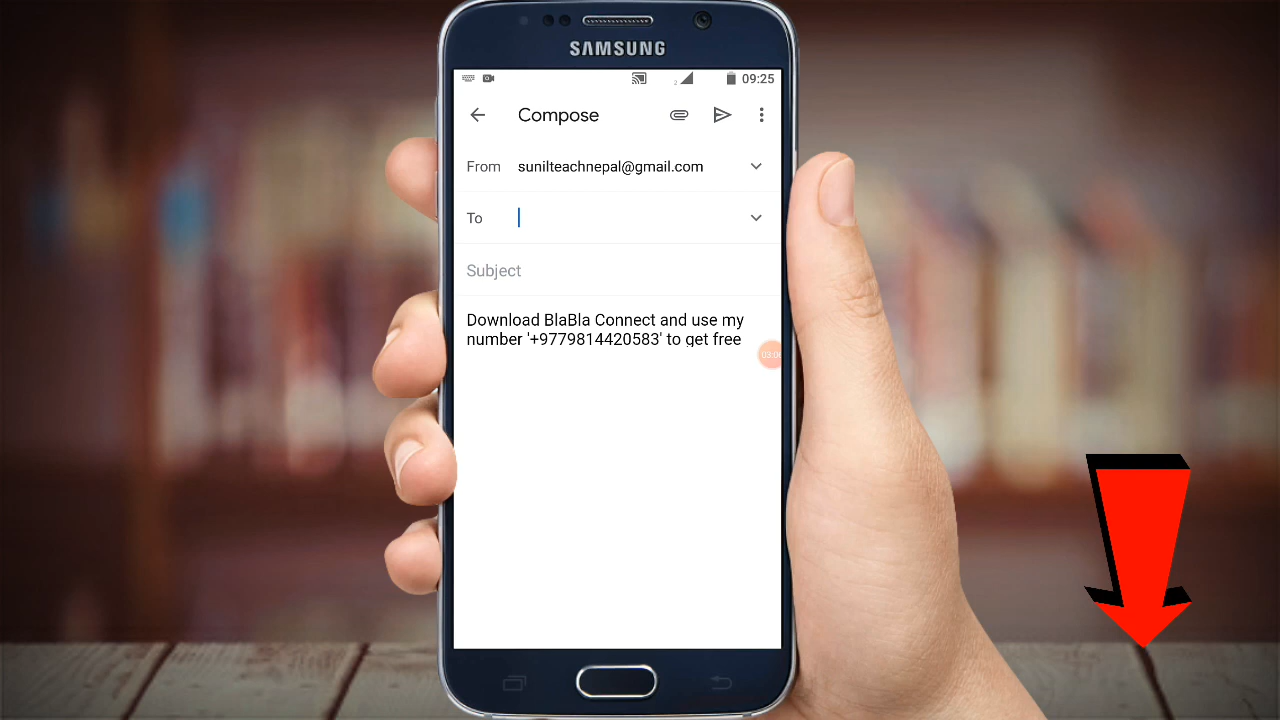 SAMSUNG
09:25
Compose
From sunilteachnepal@gmail.com
To
Subject
Download BlaBla Connect and use my
number '+9779814420583' to get free